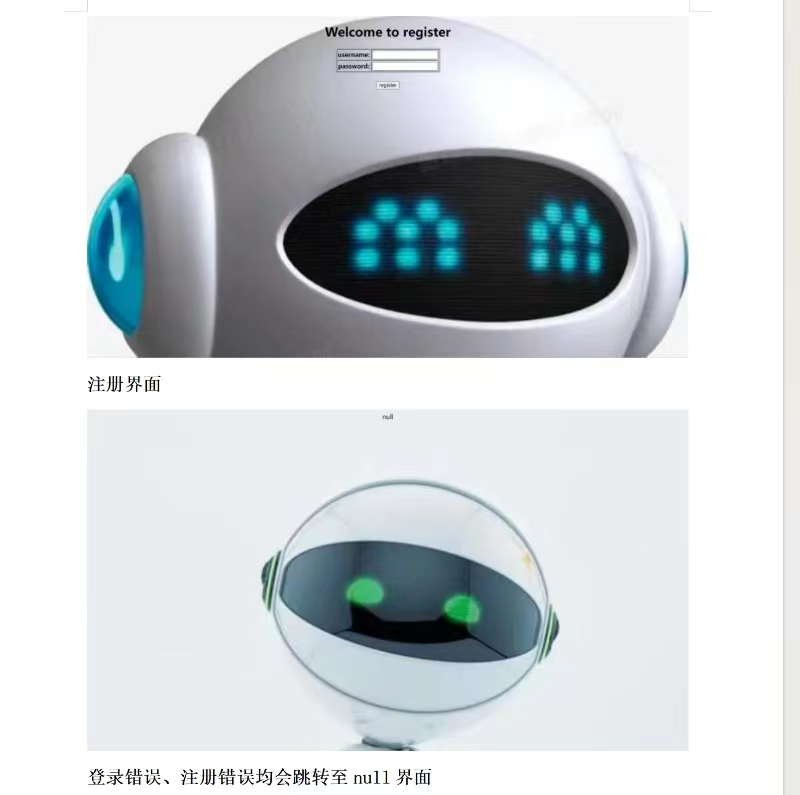 Welcome to register
username:
password:
register
注册界面
null
登录错误、注册错误均会跳转至 null 界面